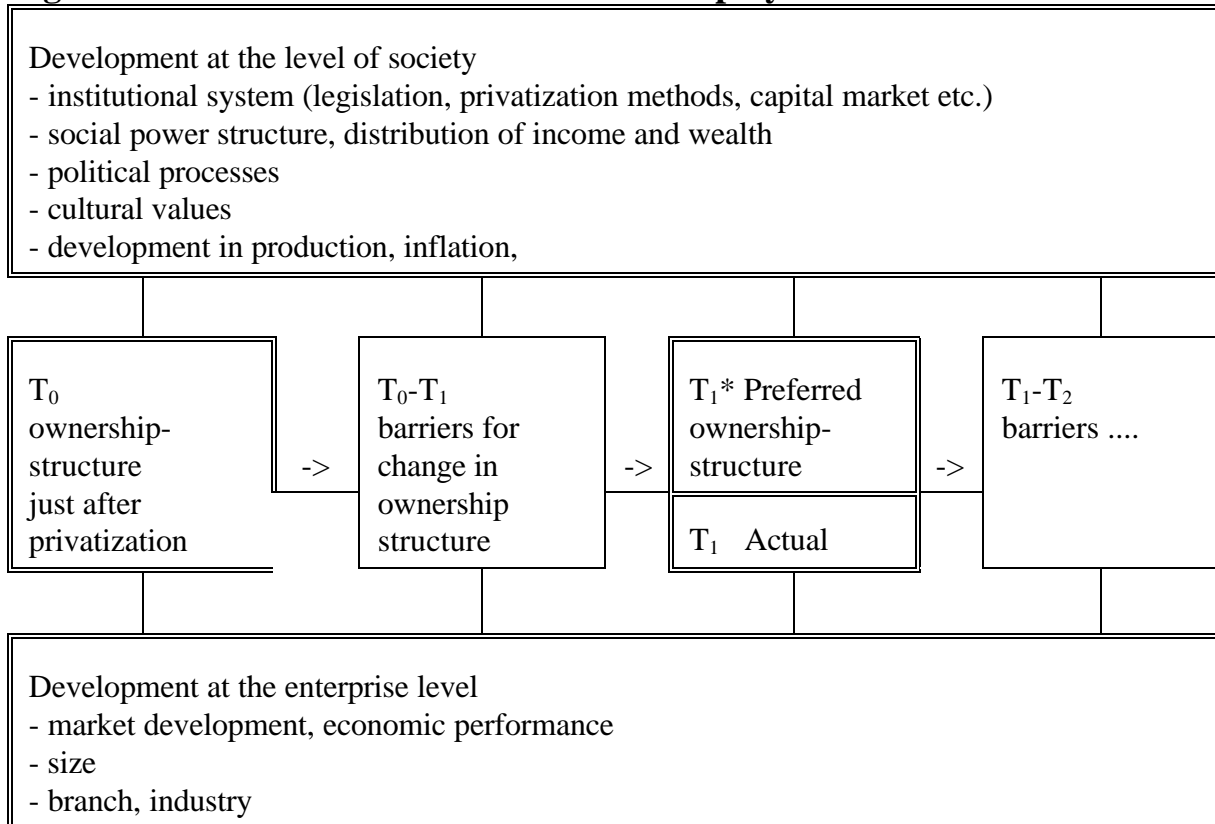 Development at the level of society
- institutional system (legislation, privatization methods, capital market etc.)
- social power structure, distribution of income and wealth
- political processes
- cultural values
- development in production, inflation,
T₀
ownership-
structure
just after
privatization
->
T₀-T₁
barriers for
change in
ownership
structure
->
T₁* Preferred
ownership-
structure
T₁ Actual
->
T₁-T₂
barriers ....
Development at the enterprise level
- market development, economic performance
- size
- branch, industry